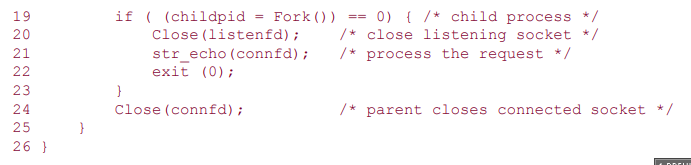 19 if ( (childpid = Fork()) == 0) { /* child process */
20 Close(listenfd); /* close listening socket */
21 str_echo(connfd); /* process the request */
22 exit (0);
23 }
24 Close(connfd); /* parent closes connected socket */
25 }
26 }